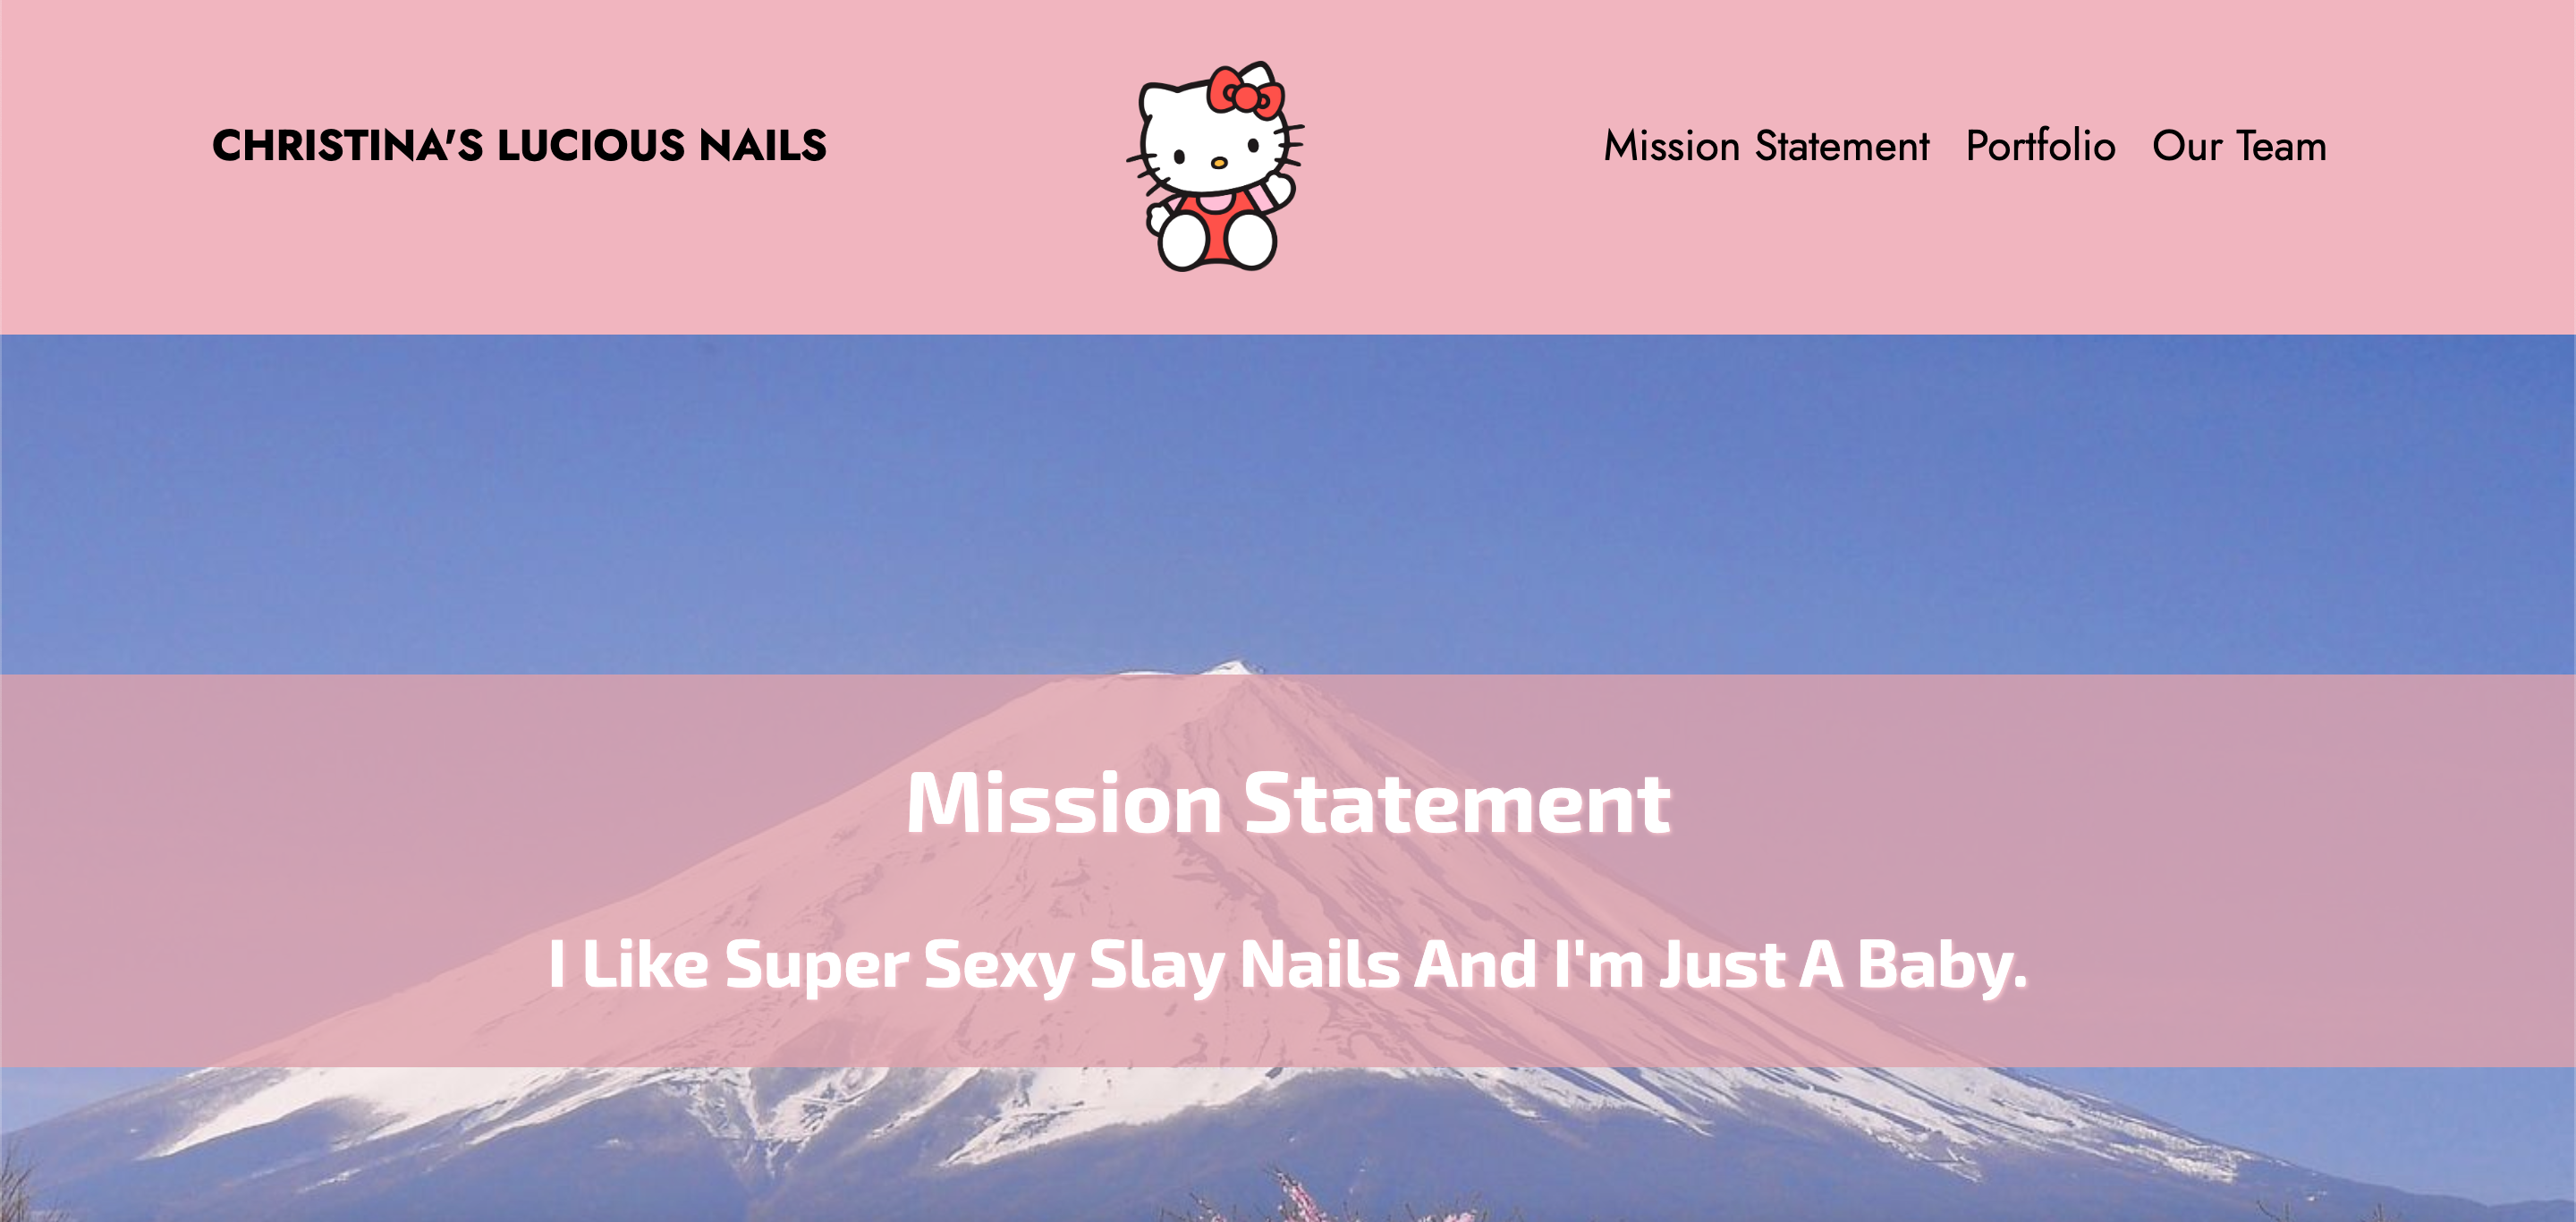 CHRISTINA'S LUCIOUS NAILS
Mission Statement Portfolio Our Team
Mission Statement
I Like Super Sexy Slay Nails And I'm Just A Baby.